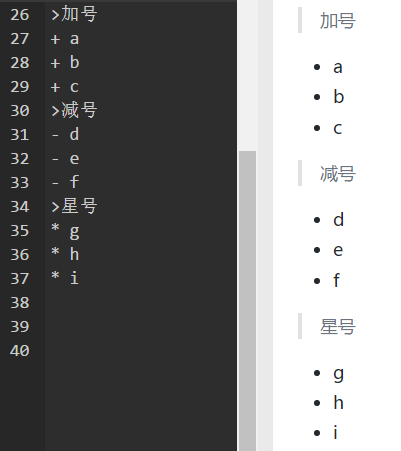 26 >加号
27 + a
28 + b
29 + c
30 >减号
31 - d
32 - e
33 - f
34 >星号
35 * g
36 * h
37 * i
38
39
40
加号
• a
• b
• c
减号
• d
• e
• f
星号
• g
• h
• i